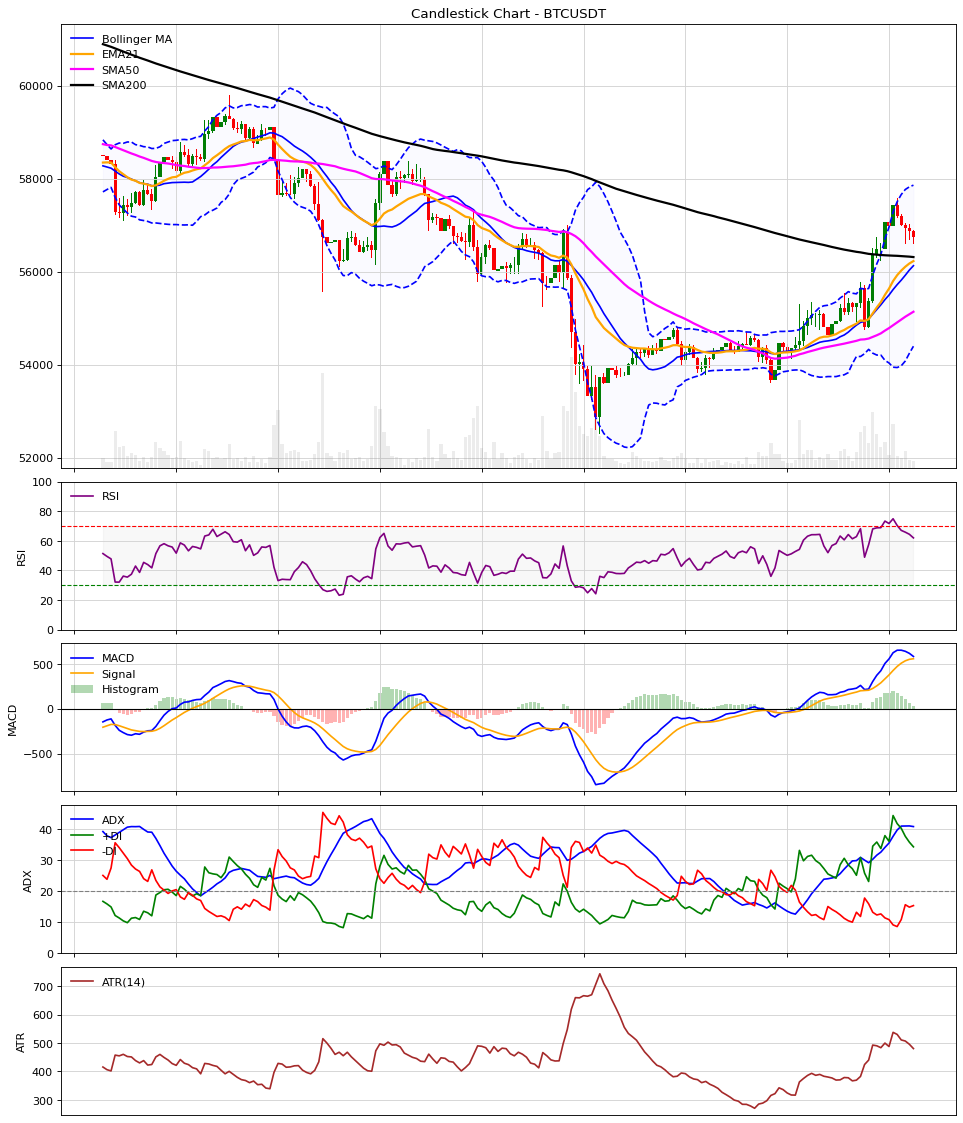 Candlestick Chart - BTCUSDT
Bollinger MA
EMA21
SMA50
SMA200
60000
58000
56000
54000
52000
RSI
RSI
100
80
60
40
20
0
MACD
MACD
Signal
Histogram
500
0
−500
ADX
ADX
+DI
-DI
40
30
20
10
0
ATR
ATR(14)
700
600
500
400
300